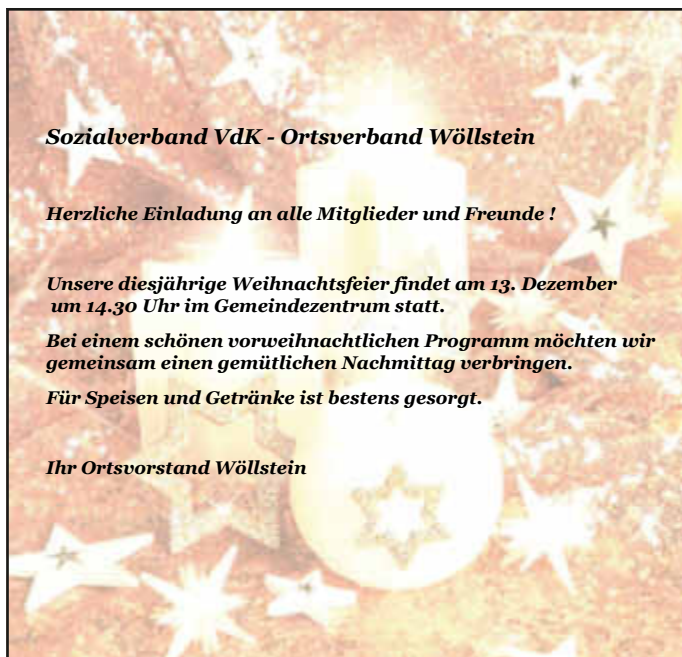 Sozialverband VdK - Ortsverband Wöllstein
Herzliche Einladung an alle Mitglieder und Freunde !
Unsere diesjährige Weihnachtsfeier findet am 13. Dezember
um 14.30 Uhr im Gemeindezentrum statt.
Bei einem schönen vorweihnachtlichen Programm möchten wir
gemeinsam einen gemütlichen Nachmittag verbringen.
Für Speisen und Getränke ist bestens gesorgt.
Ihr Ortsvorstand Wöllstein